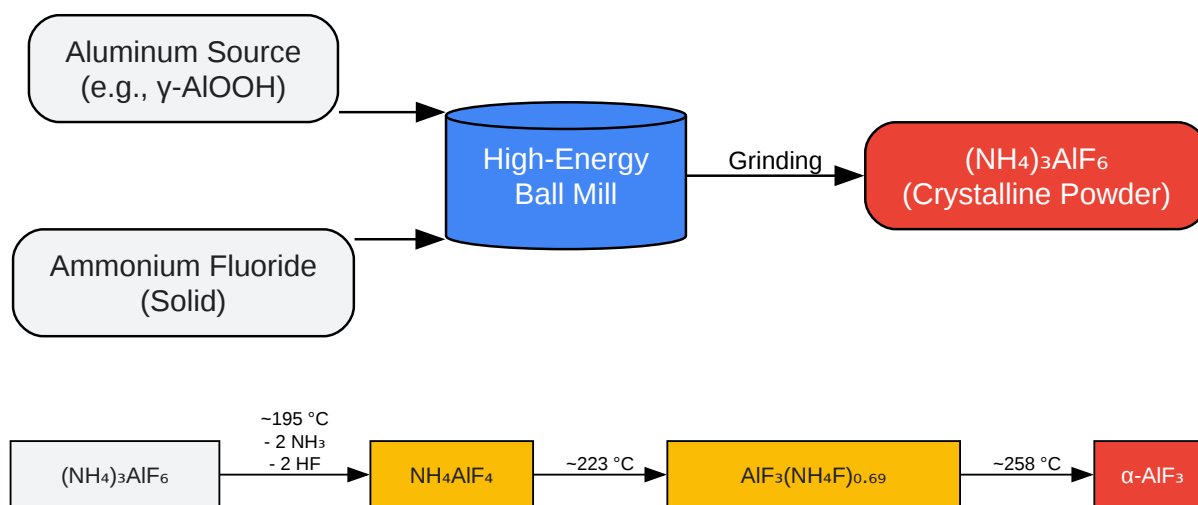 Aluminum Source
(e.g., γ-AlOOH)
High-Energy
Ball Mill
Grinding
(NH₄)₃AlF₆
(Crystalline Powder)
Ammonium Fluoride
(Solid)
(NH₄)₃AlF₆
~195 °C
- 2 NH₃
- 2 HF
NH₄AlF₄
~223 °C
AlF₃(NH₄F)₀.₆₉
~258 °C
α-AlF₃